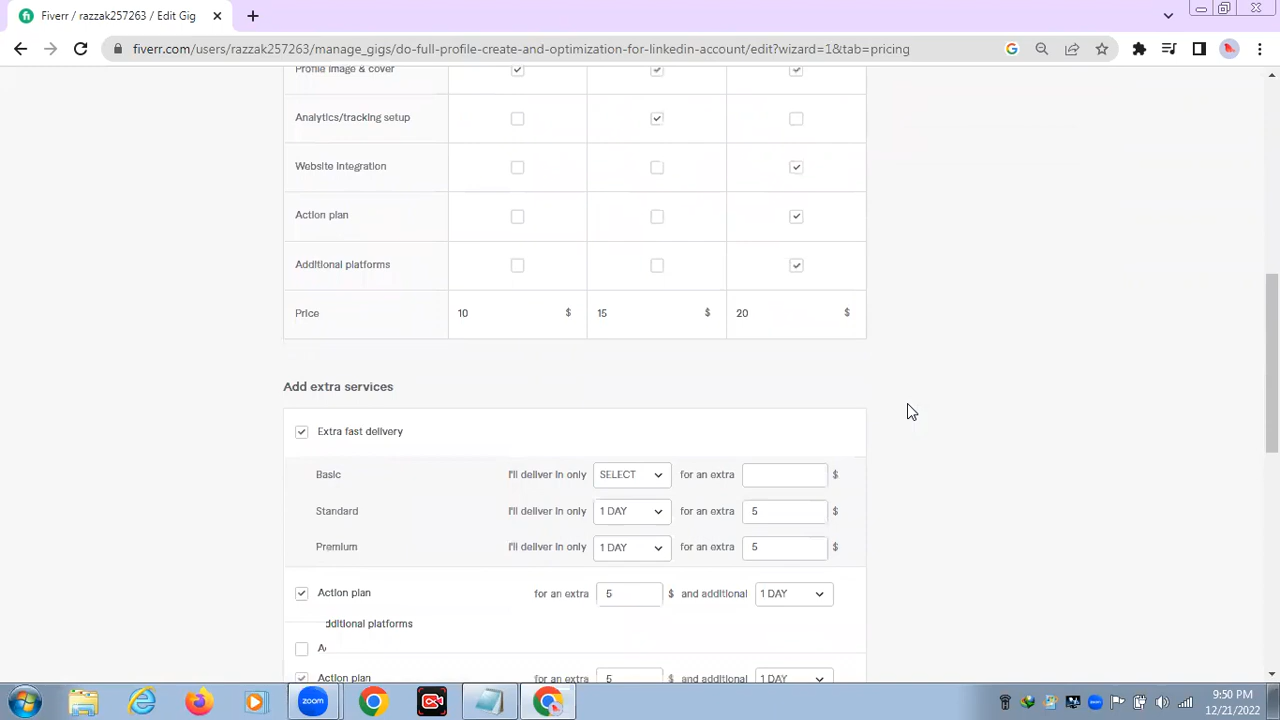 Fiverr / razzak257263 / Edit Gig
fiverr.com/users/razzak257263/manage_gigs/do-full-profile-create-and-optimization-for-linkedin-account/edit?wizard=1&tab=pricing
Profile image & cover
Analytics/tracking setup
Website integration
Action plan
Additional platforms
Price 10 $ 15 $ 20 $
Add extra services
Extra fast delivery
Basic I'll deliver in only SELECT for an extra $
Standard I'll deliver in only 1 DAY for an extra 5 $
Premium I'll deliver in only 1 DAY for an extra 5 $
Action plan for an extra 5 $ and additional 1 DAY
dditional platforms
A
Action plan for an extra 5 $ and additional 1 DAY
zoom
9:50 PM
12/21/2022